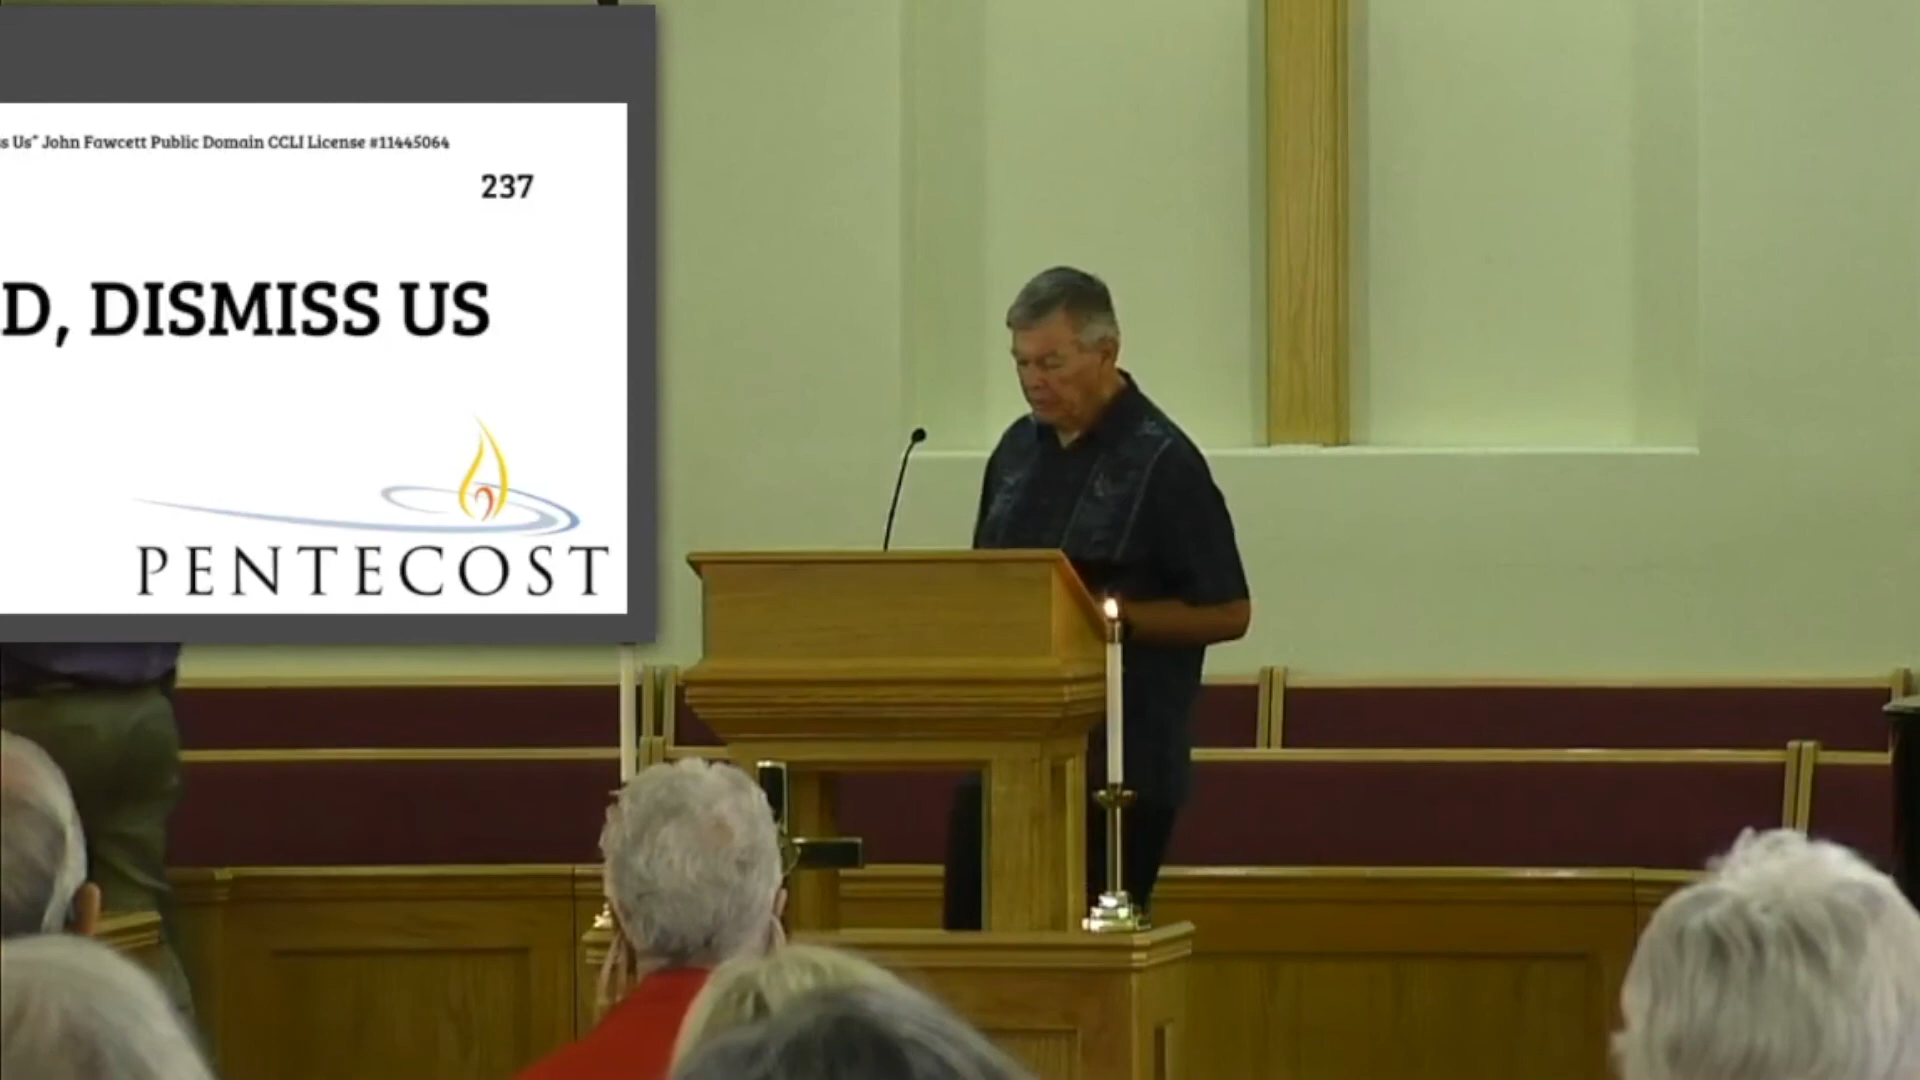 s Us" John Fawcett Public Domain CCLI License #11445064
237
D, DISMISS US
PENTECOST